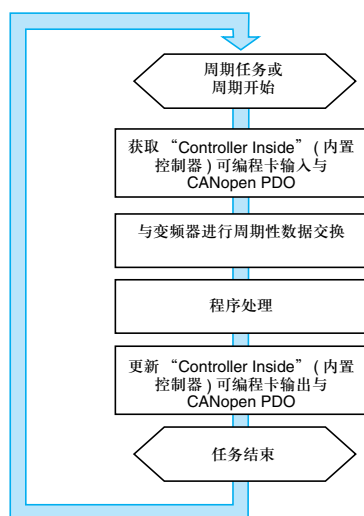 周期任务或
周期开始
获取 “Controller Inside” ( 内置
控制器 ) 可编程卡输入与
CANopen PDO
与变频器进行周期性数据交换
程序处理
更新 “Controller Inside” ( 内置
控制器 ) 可编程卡输出与
CANopen PDO
任务结束